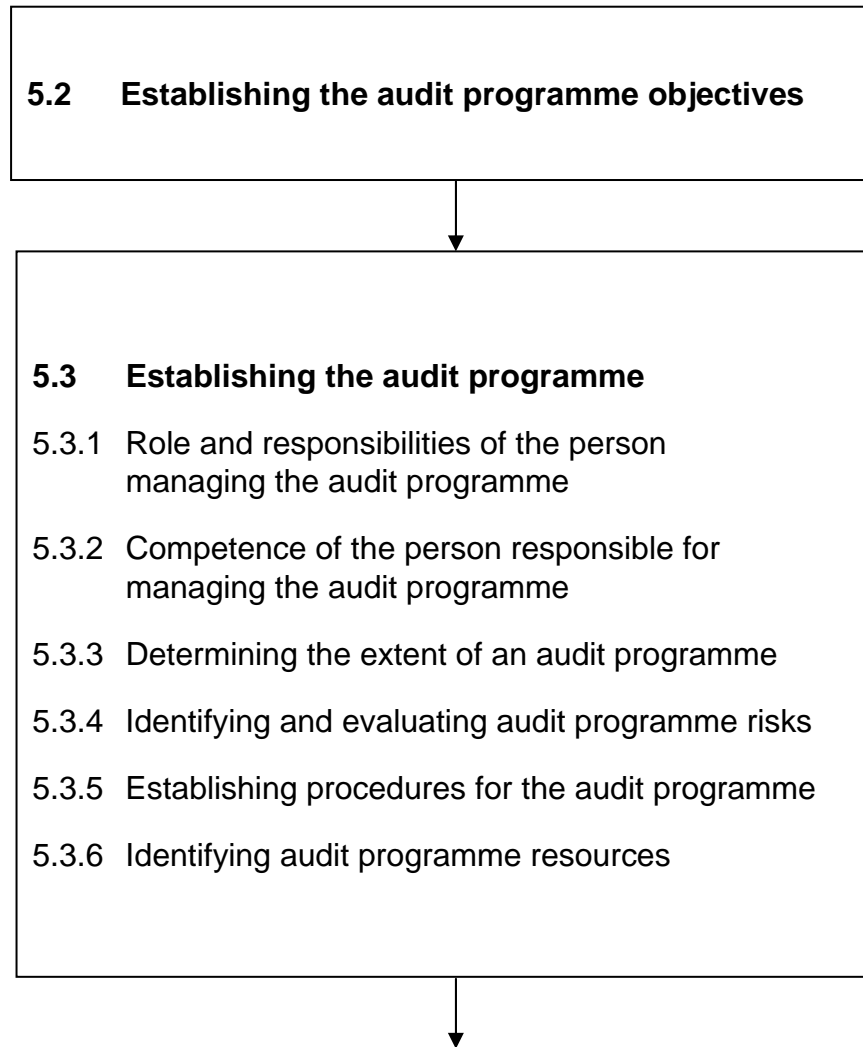 5.2 Establishing the audit programme objectives
5.3 Establishing the audit programme
5.3.1 Role and responsibilities of the person
managing the audit programme
5.3.2 Competence of the person responsible for
managing the audit programme
5.3.3 Determining the extent of an audit programme
5.3.4 Identifying and evaluating audit programme risks
5.3.5 Establishing procedures for the audit programme
5.3.6 Identifying audit programme resources